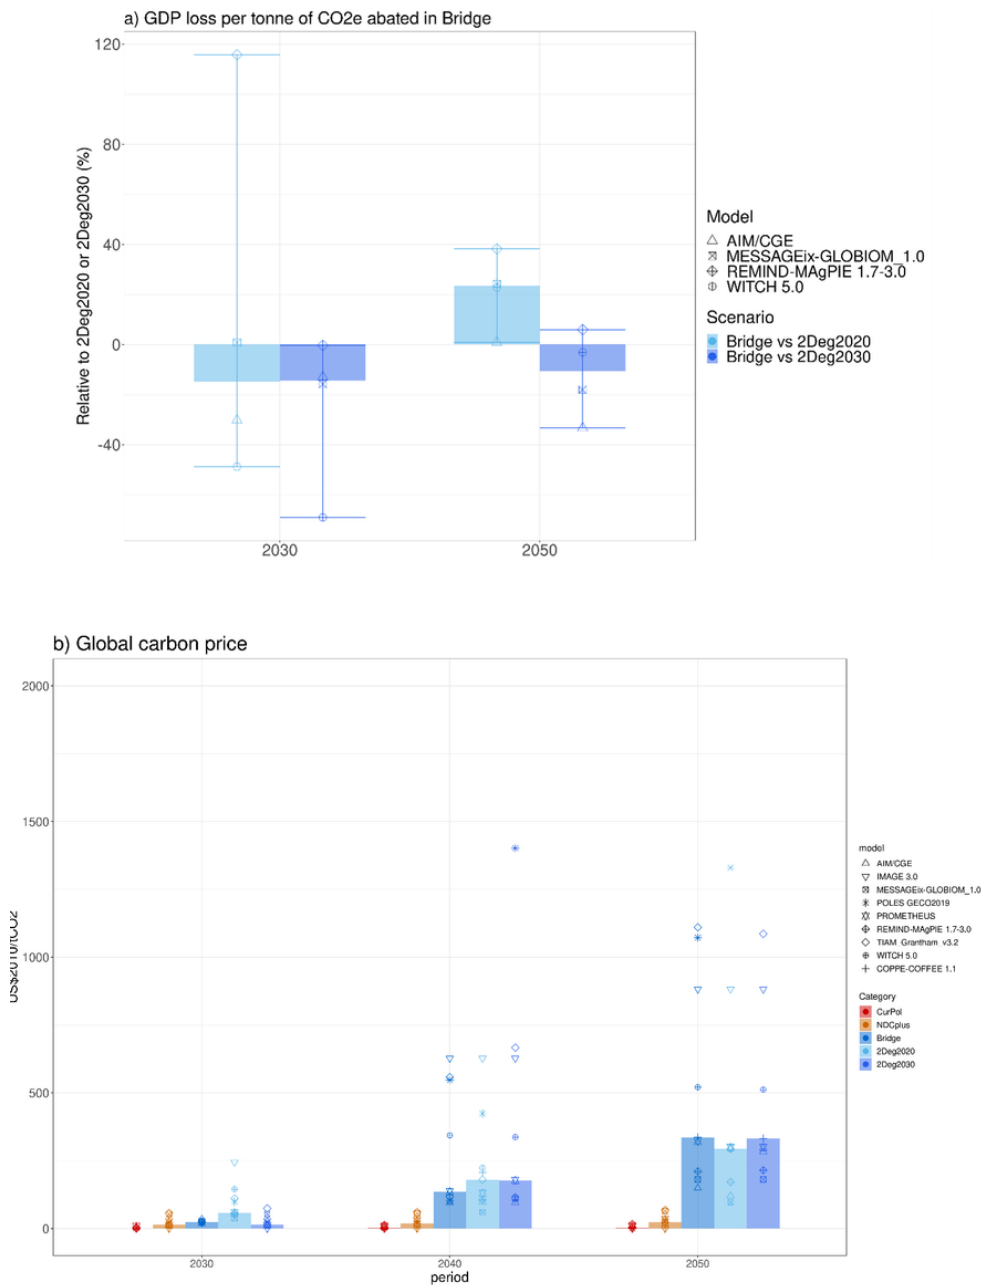 a) GDP loss per tonne of CO2e abated in Bridge
Relative to 2Deg2020 or 2Deg2030 (%)
120
80
40
0
-40
2030
2050
Model
AIM/CGE
MESSAGEix-GLOBIOM_1.0
REMIND-MAgPIE 1.7-3.0
WITCH 5.0
Scenario
Bridge vs 2Deg2020
Bridge vs 2Deg2030
b) Global carbon price
US$2010/tCO2
2000
1500
1000
500
0
2030
2040
2050
period
model
AIM/CGE
IMAGE 3.0
MESSAGEix-GLOBIOM_1.0
POLES GECO2019
PROMETHEUS
REMIND-MAgPIE 1.7-3.0
TIAM_Grantham_v3.2
WITCH 5.0
COPPE-COFFEE 1.1
Category
CurPol
NDCplus
Bridge
2Deg2020
2Deg2030